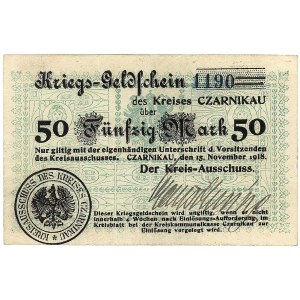 Kriegs-Geldschein 1190
des Kreises CZARNIKAU
über
50 Fünfzig Mark 50
Nur gültig mit der eigenhändigen Unterschrift d. Vorsitzenden
des Kreisausschusses. CZARNIKAU, den 15. November 1918.
Der Kreis-Ausschuss.
KREISAUSSCHUSS DES KREISES CZARNIKAU
Dieser Kriegsgeldschein wird ungiltig, wenn er nicht
innerhalb 4 Wochen nach Einlösungs-Aufforderung, im
Kreisblatt bei der Kreiskommunalkasse Czarnikau zur
Einlösung vorgelegt wird.